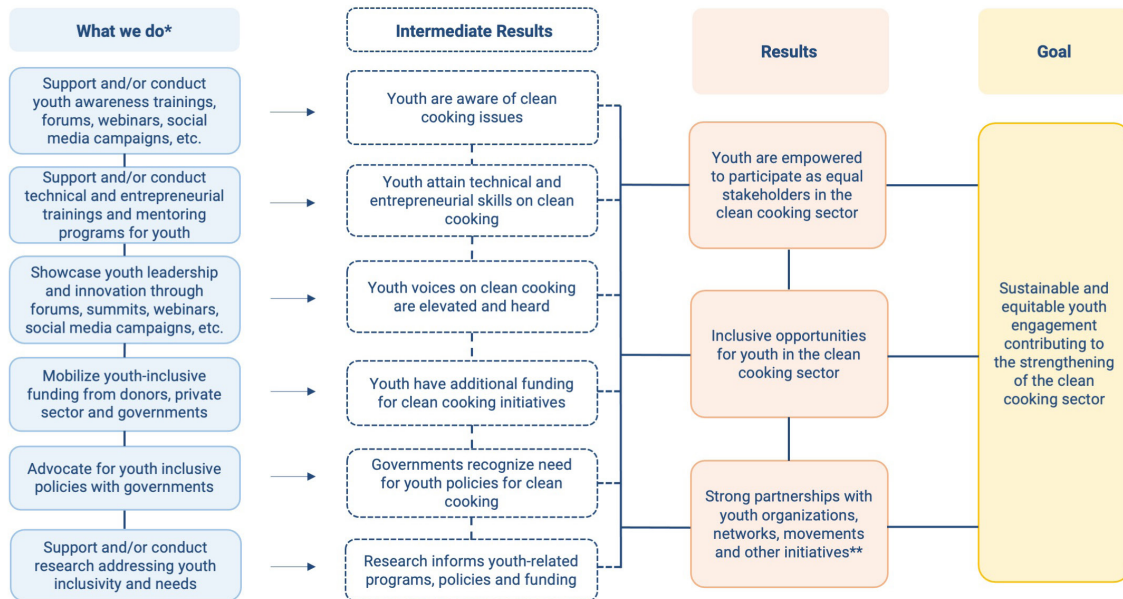 What we do*
Intermediate Results
Results
Goal
Support and/or conduct
youth awareness trainings,
forums, webinars, social
media campaigns, etc.
Youth are aware of clean
cooking issues
Support and/or conduct
technical and entrepreneurial
trainings and mentoring
programs for youth
Youth attain technical and
entrepreneurial skills on clean
cooking
Showcase youth leadership
and innovation through
forums, summits, webinars,
social media campaigns, etc.
Youth voices on clean cooking
are elevated and heard
Mobilize youth-inclusive
funding from donors, private
sector and governments
Youth have additional funding
for clean cooking initiatives
Advocate for youth inclusive
policies with governments
Governments recognize need
for youth policies for clean
cooking
Support and/or conduct
research addressing youth
inclusivity and needs
Research informs youth-related
programs, policies and funding
Youth are empowered
to participate as equal
stakeholders in the
clean cooking sector
Inclusive opportunities
for youth in the clean
cooking sector
Strong partnerships with
youth organizations,
networks, movements
and other initiatives**
Sustainable and
equitable youth
engagement
contributing to
the strengthening
of the clean
cooking sector